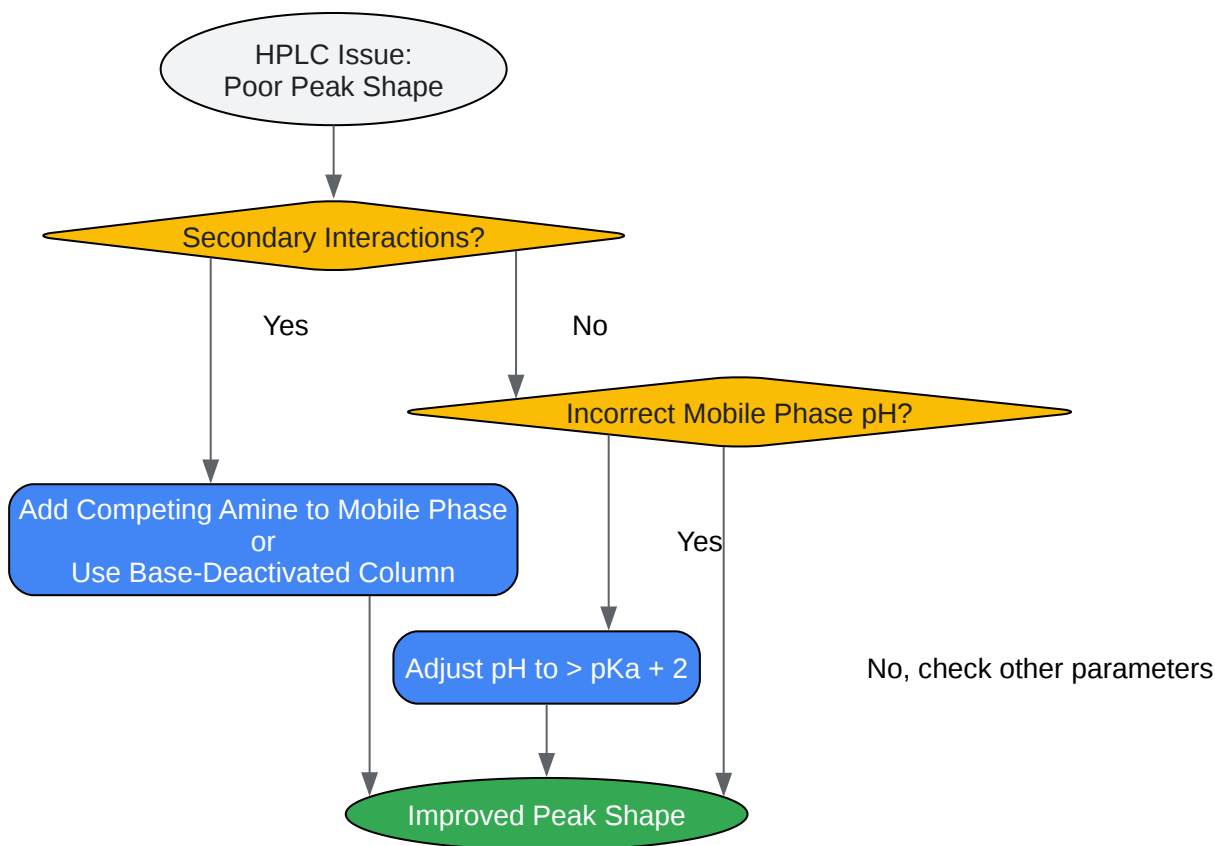 HPLC Issue:
Poor Peak Shape
Secondary Interactions?
Yes
No
Incorrect Mobile Phase pH?
Add Competing Amine to Mobile Phase
or
Use Base-Deactivated Column
Yes
Adjust pH to > pKa + 2
No, check other parameters
Improved Peak Shape